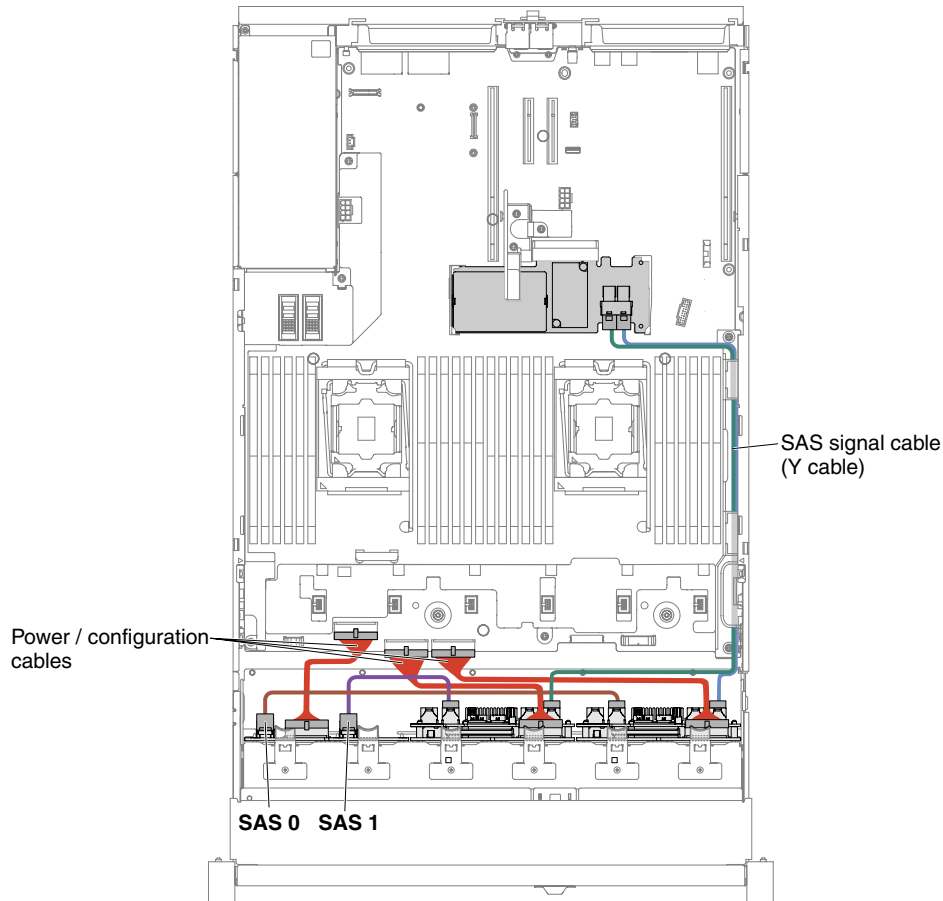 SAS signal cable
(Y cable)
Power / configuration
cables
SAS 0 SAS 1